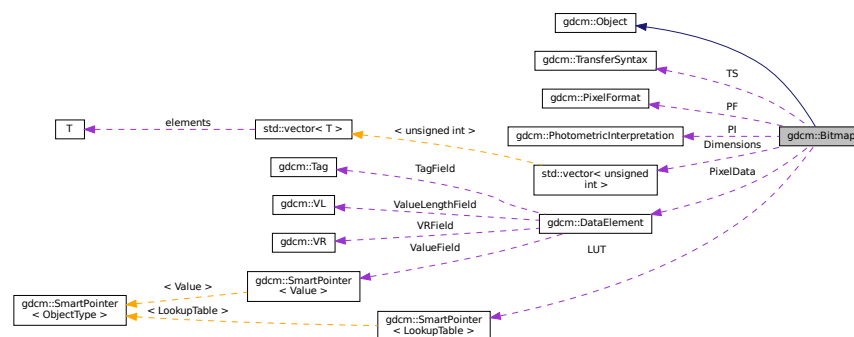 gdcm::Object
gdcm::TransferSyntax
TS
gdcm::PixelFormat
PF
T
elements
std::vector< T >
< unsigned int >
gdcm::PhotometricInterpretation
PI
gdcm::Bitmap
Dimensions
gdcm::Tag
TagField
std::vector< unsigned
int >
PixelData
gdcm::VL
ValueLengthField
gdcm::DataElement
VRField
gdcm::VR
ValueField
LUT
gdcm::SmartPointer
< Value >
< Value >
gdcm::SmartPointer
< ObjectType >
< LookupTable >
gdcm::SmartPointer
< LookupTable >